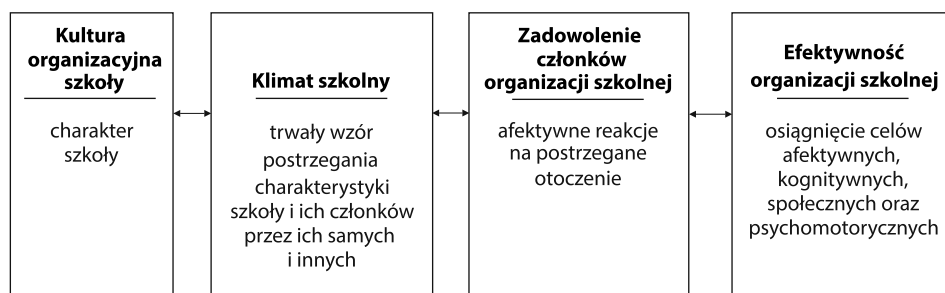 Kultura
organizacyjna
szkoły
charakter
szkoły
Klimat szkolny
trwały wzór
postrzegania
charakterystyki
szkoły i ich członków
przez ich samych
i innych
Zadowolenie
członków
organizacji szkolnej
afektywne reakcje
na postrzegane
otoczenie
Efektywność
organizacji szkolnej
osiągnięcie celów
afektywnych,
kognitywnych,
społecznych oraz
psychomotorycznych